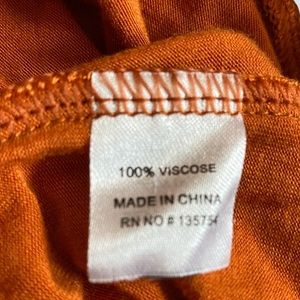 100% VISCOSE
MADE IN CHINA
RN NO # 135754